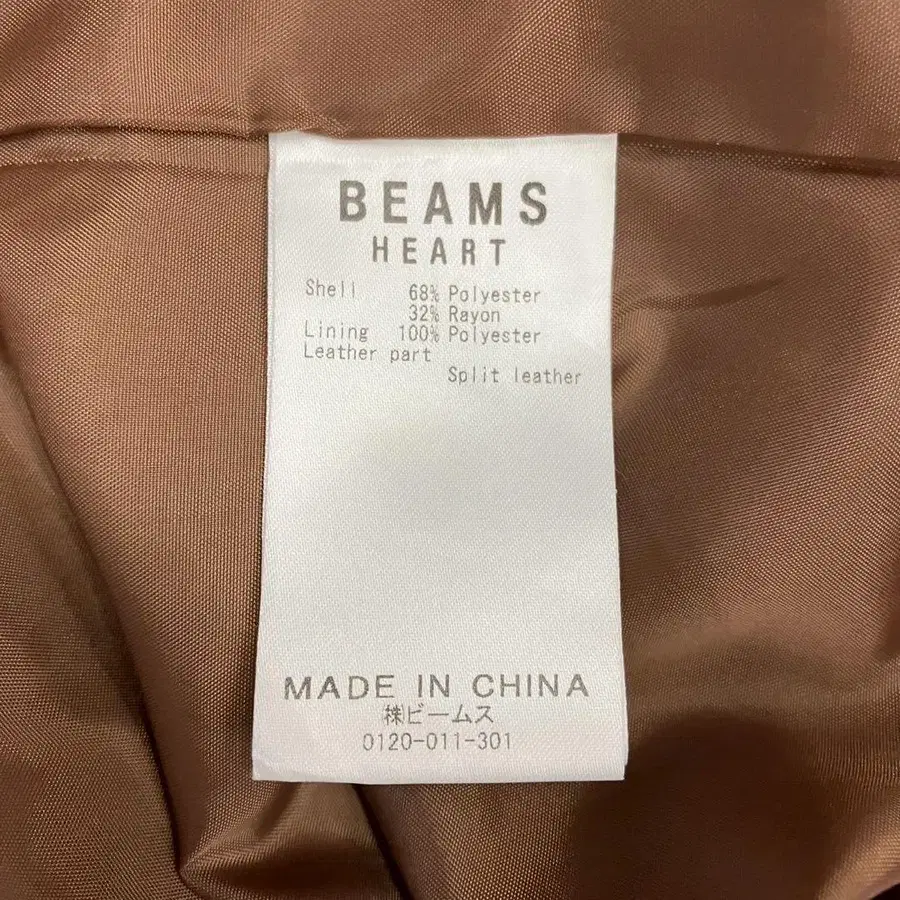 BEAMS
HEART
Shell 68% Polyester
32% Rayon
Lining 100% Polyester
Leather part
Split leather
MADE IN CHINA
㈱ビームス
0120-011-301